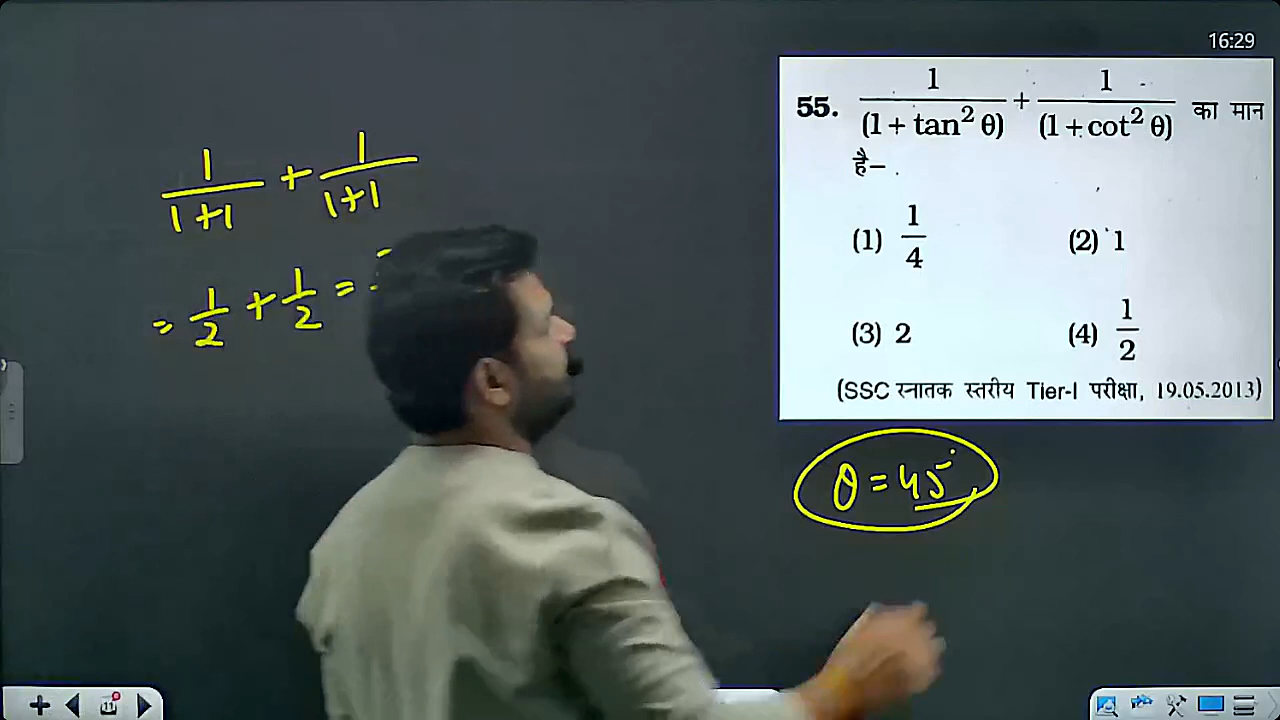 16:29
55. 1/(1 + tan² θ) + 1/(1 + cot² θ) का मान
है–
(1) 1/4 (2) 1
(3) 2 (4) 1/2
(SSC स्नातक स्तरीय Tier-I परीक्षा, 19.05.2013)
1/(1+1) + 1/(1+1)
= 1/2 + 1/2 =
θ = 45°
11